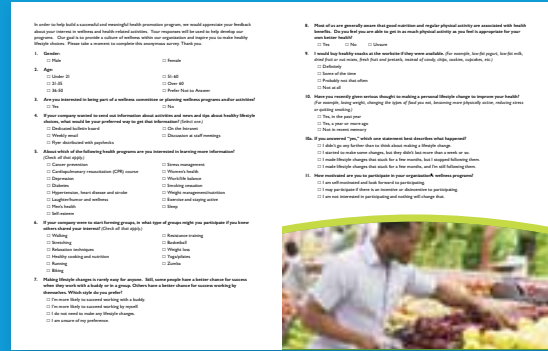 In order to help build a successful and meaningful health promotion program, we would appreciate your feedback
about your interest in wellness and health-related activities. Your responses will be used to help develop our
programs. Our goal is to provide a culture of wellness within our organization and inspire you to make healthy
lifestyle choices. Please take a moment to complete this anonymous survey. Thank you.
1. Gender:
□ Male □ Female
2. Age:
□ Under 21 □ 51-60
□ 21-35 □ Over 60
□ 36-50 □ Prefer Not to Answer
3. Are you interested in being part of a wellness committee or planning wellness programs and/or activities?
□ Yes □ No
4. If your company wanted to send out information about activities and news and tips about healthy lifestyle
choices, what would be your preferred way to get that information? (Select one.)
□ Dedicated bulletin board □ On the Intranet
□ Weekly email □ Discussion at staff meetings
□ Flyer distributed with paychecks
5. About which of the following health programs are you interested in learning more?
(Check all that apply.)
□ Cancer prevention □ Stress management
□ Cardiopulmonary resuscitation (CPR) course □ Women's health
□ Depression □ Work/life balance
□ Diabetes □ Smoking cessation
□ Hypertension, heart disease and stroke □ Weight management/nutrition
□ Laughter/humor and wellness □ Exercise and staying active
□ Men's health □ Sleep
□ Self-esteem
6. If your company were to start forming groups, in what type of groups might you participate if you knew
others shared your interest? (Check all that apply.)
□ Walking □ Resistance training
□ Stretching □ Basketball
□ Relaxation techniques □ Weight loss
□ Healthy cooking and nutrition □ Yoga/pilates
□ Running □ Zumba
□ Biking
7. Making lifestyle changes is rarely easy for anyone. Still, some people have a better chance for success
when they work with a buddy or in a group. Others have a better chance for success working by
themselves. Which style do you prefer?
□ I'm more likely to succeed working with a buddy.
□ I'm more likely to succeed working by myself.
□ I do not need to make any lifestyle changes.
□ I am unsure of my preference.
8. Most of us are generally aware that good nutrition and regular physical activity are associated with health
benefits. Do you feel you are able to get in as much physical activity as you feel is appropriate for your
own better health?
□ Yes □ No □ Unsure
9. I would buy healthy snacks at the worksite if they were available. (For example, low-fat yogurt, low-fat milk,
dried fruit or nut mixes, fresh fruit and pretzels, instead of candy, chips, cookies, cupcakes, etc.)
□ Definitely
□ Some of the time
□ Probably not that often
□ Not at all
10. Have you recently given serious thought to making a personal lifestyle change to improve your health?
(For example, losing weight, changing the types of food you eat, becoming more physically active, reducing stress
or quitting smoking.)
□ Yes, in the past year
□ Yes, a year or more ago
□ Not in recent memory
10a. If you answered "yes," which one statement best describes what happened?
□ I didn't go any further than to think about making a lifestyle change.
□ I started to make some changes, but they didn't last more than a week or so.
□ I made lifestyle changes that stuck for a few months, but I stopped following them.
□ I made lifestyle changes that stuck for a few months, and I'm still following them.
11. How motivated are you to participate in your organization's wellness programs?
□ I am self-motivated and look forward to participating.
□ I may participate if there is an incentive or disincentive to participating.
□ I am not interested in participating and nothing will change that.